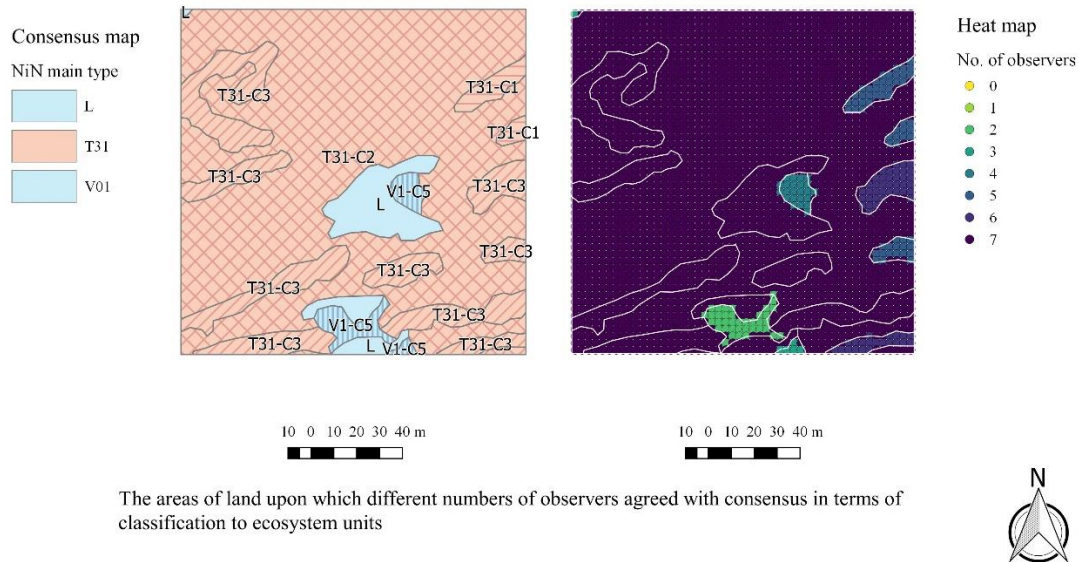 Consensus map
NiN main type
L
T31
V01
L
T31-C3
T31-C1
T31-C1
T31-C2
T31-C3
T31-C3
V1-C5
L
T31-C3
T31-C3
T31-C3
T31-C3
V1-C5
T31-C3
L
V1-C5
T31-C3
Heat map
No. of observers
0
1
2
3
4
5
6
7
10 0 10 20 30 40 m
10 0 10 20 30 40 m
The areas of land upon which different numbers of observers agreed with consensus in terms of
classification to ecosystem units
N